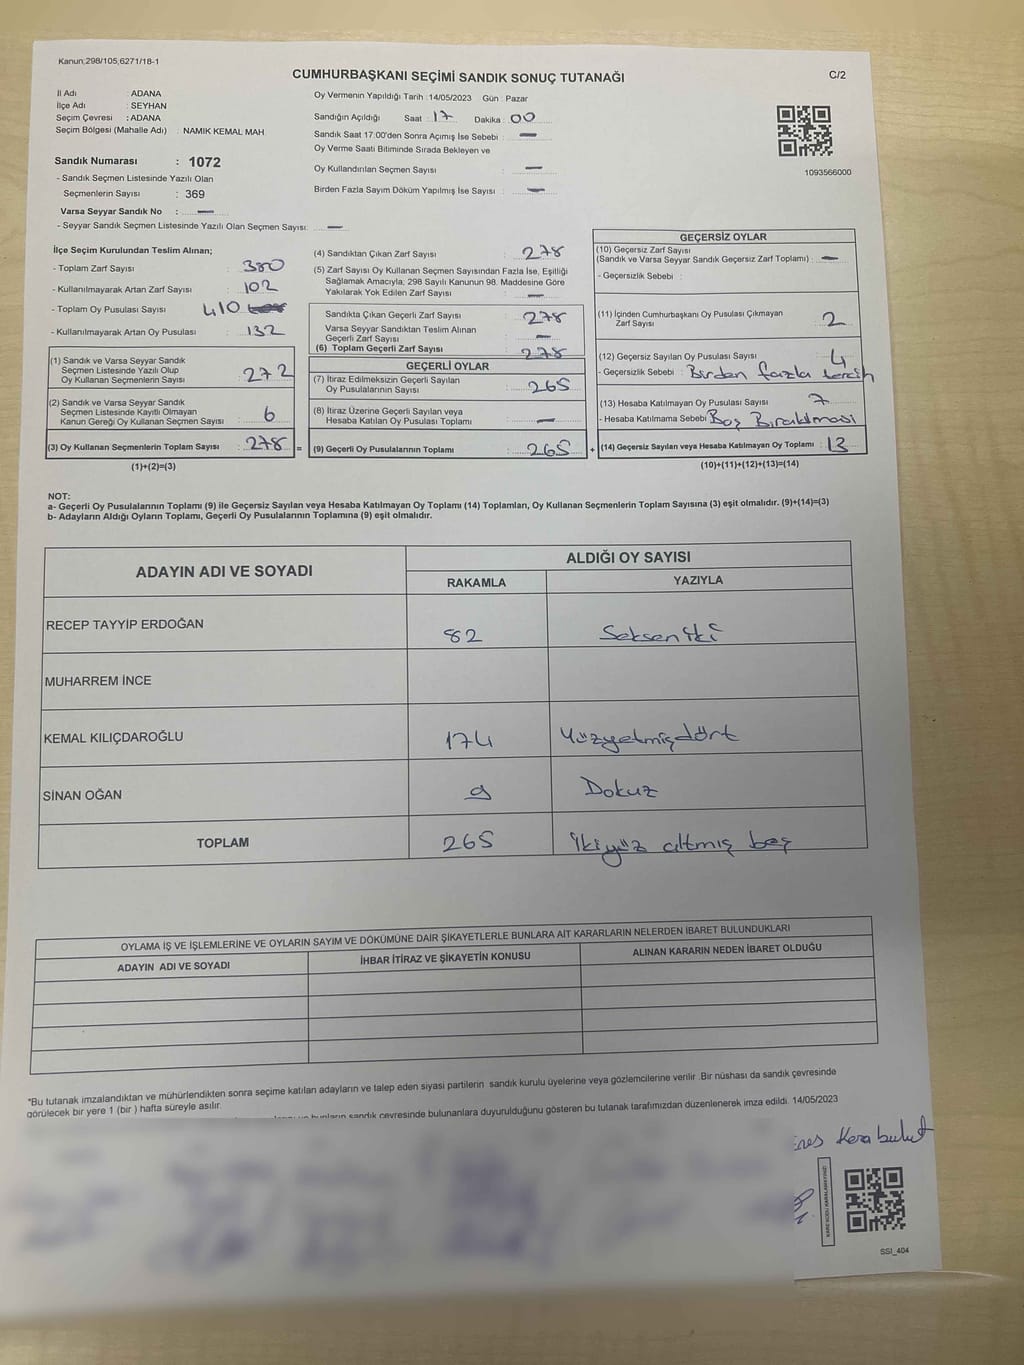 Kanun;298/105,6271/18-1
CUMHURBAŞKANI SEÇİMİ SANDIK SONUÇ TUTANAĞI
C/2
İl Adı : ADANA
İlçe Adı : SEYHAN
Seçim Çevresi : ADANA
Seçim Bölgesi (Mahalle Adı) : NAMIK KEMAL MAH
Oy Vermenin Yapıldığı Tarih :14/05/2023 Gün : Pazar
Sandığın Açıldığı Saat : 17 Dakika : 00
Sandık Saat 17:00'den Sonra Açımış İse Sebebi : —
Oy Verme Saati Bitiminde Sırada Bekleyen ve
Oy Kullandırılan Seçmen Sayısı : —
Birden Fazla Sayım Döküm Yapılmış İse Sayısı : —
1093566000
Sandık Numarası : 1072
- Sandık Seçmen Listesinde Yazılı Olan
Seçmenlerin Sayısı : 369
Varsa Seyyar Sandık No : —
- Seyyar Sandık Seçmen Listesinde Yazılı Olan Seçmen Sayısı: —
İlçe Seçim Kurulundan Teslim Alınan;
- Toplam Zarf Sayısı : 380
- Kullanılmayarak Artan Zarf Sayısı : 102
- Toplam Oy Pusulası Sayısı : 410
- Kullanılmayarak Artan Oy Pusulası : 132
(1) Sandık ve Varsa Seyyar Sandık
Seçmen Listesinde Yazılı Olup
Oy Kullanan Seçmenlerin Sayısı : 272
(2) Sandık ve Varsa Seyyar Sandık
Seçmen Listesinde Kayıtlı Olmayan
Kanun Gereği Oy Kullanan Seçmen Sayısı : 6
(3) Oy Kullanan Seçmenlerin Toplam Sayısı : 278 =
(1)+(2)=(3)
(4) Sandıktan Çıkan Zarf Sayısı : 278
(5) Zarf Sayısı Oy Kullanan Seçmen Sayısından Fazla İse, Eşitliği
Sağlamak Amacıyla, 298 Sayılı Kanunun 98. Maddesine Göre
Yakılarak Yok Edilen Zarf Sayısı : —
Sandıkta Çıkan Geçerli Zarf Sayısı : 278
Varsa Seyyar Sandıktan Teslim Alınan
Geçerli Zarf Sayısı : —
(6) Toplam Geçerli Zarf Sayısı : 278
GEÇERLİ OYLAR
(7) İtiraz Edilmeksizin Geçerli Sayılan
Oy Pusulalarının Sayısı : 265
(8) İtiraz Üzerine Geçerli Sayılan veya
Hesaba Katılan Oy Pusulası Toplamı : —
(9) Geçerli Oy Pusulalarının Toplamı : 265 +
GEÇERSİZ OYLAR
(10) Geçersiz Zarf Sayısı
(Sandık ve Varsa Seyyar Sandık Geçersiz Zarf Toplamı) : —
- Geçersizlik Sebebi :
(11) İçinden Cumhurbaşkanı Oy Pusulası Çıkmayan
Zarf Sayısı : 2
(12) Geçersiz Sayılan Oy Pusulası Sayısı : 4
- Geçersizlik Sebebi : Birden fazla tercih
(13) Hesaba Katılmayan Oy Pusulası Sayısı : 7
- Hesaba Katılmama Sebebi : Boş Bırakılması
(14) Geçersiz Sayılan veya Hesaba Katılmayan Oy Toplamı : 13
(10)+(11)+(12)+(13)=(14)
NOT:
a- Geçerli Oy Pusulalarının Toplamı (9) ile Geçersiz Sayılan veya Hesaba Katılmayan Oy Toplamı (14) Toplamları, Oy Kullanan Seçmenlerin Toplam Sayısına (3) eşit olmalıdır. (9)+(14)=(3)
b- Adayların Aldığı Oyların Toplamı, Geçerli Oy Pusulalarının Toplamına (9) eşit olmalıdır.
ADAYIN ADI VE SOYADI
ALDIĞI OY SAYISI
RAKAMLA YAZIYLA
RECEP TAYYİP ERDOĞAN 82 Seksen iki
MUHARREM İNCE
KEMAL KILIÇDAROĞLU 174 Yüzyetmişdört
SİNAN OĞAN 9 Dokuz
TOPLAM 265 İkiyüz altmış beş
OYLAMA İŞ VE İŞLEMLERİNE VE OYLARIN SAYIM VE DÖKÜMÜNE DAİR ŞİKAYETLERLE BUNLARA AİT KARARLARIN NELERDEN İBARET BULUNDUKLARI
ADAYIN ADI VE SOYADI İHBAR İTİRAZ VE ŞİKAYETİN KONUSU ALINAN KARARIN NEDEN İBARET OLDUĞU
*Bu tutanak imzalandıktan ve mühürlendikten sonra seçime katılan adayların ve talep eden siyasi partilerin sandık kurulu üyelerine veya gözlemcilerine verilir .Bir nüshası da sandık çevresinde
görülecek bir yere 1 (bir ) hafta süreyle asılır.
bunların sandık çevresinde bulunanlara duyurulduğunu gösteren bu tutanak tarafımızdan düzenlenerek imza edildi. 14/05/2023
Karabulut
SSI_404